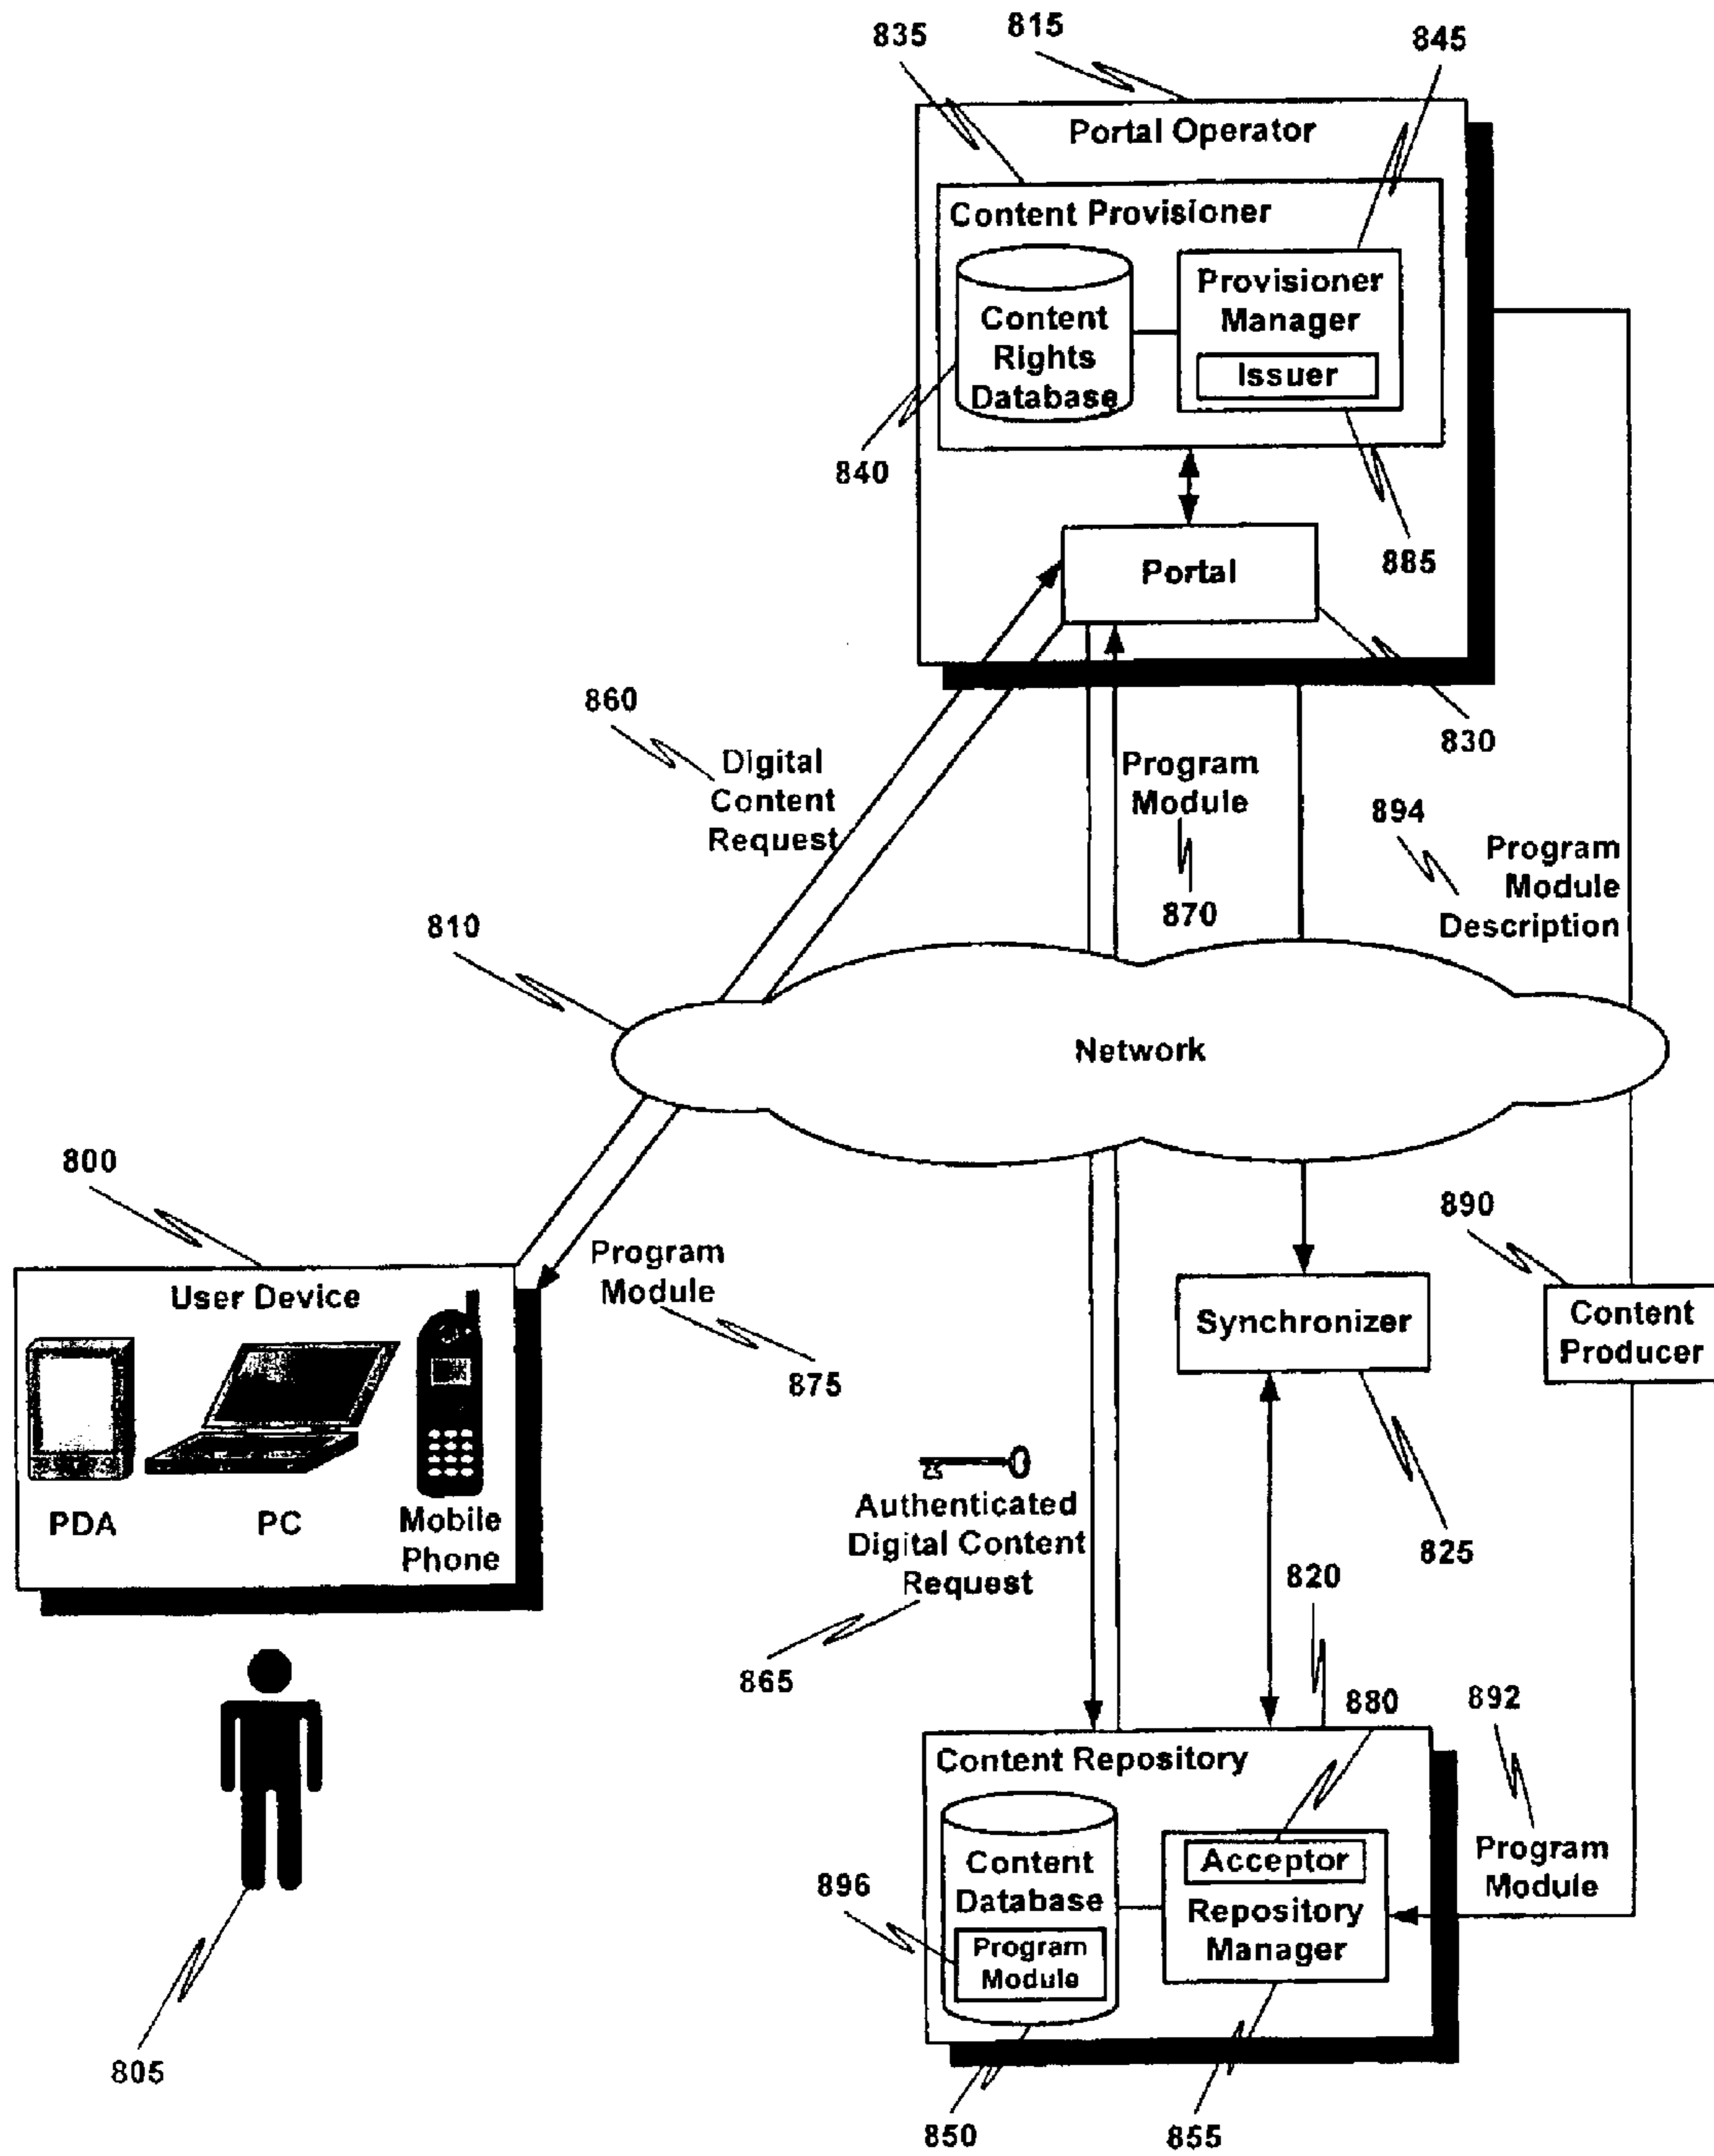 835
815
845
Portal Operator
Content Provisioner
Content
Rights
Database
Provisioner
Manager
Issuer
840
885
Portal
830
860
Digital
Content
Request
Program
Module
870
894
Program
Module
Description
810
Network
800
User Device
PDA
PC
Mobile
Phone
Program
Module
875
890
Content
Producer
Synchronizer
825
Authenticated
Digital Content
Request
865
820
880
892
Program
Module
Content Repository
Content
Database
Program
Module
896
Acceptor
Repository
Manager
805
850
855